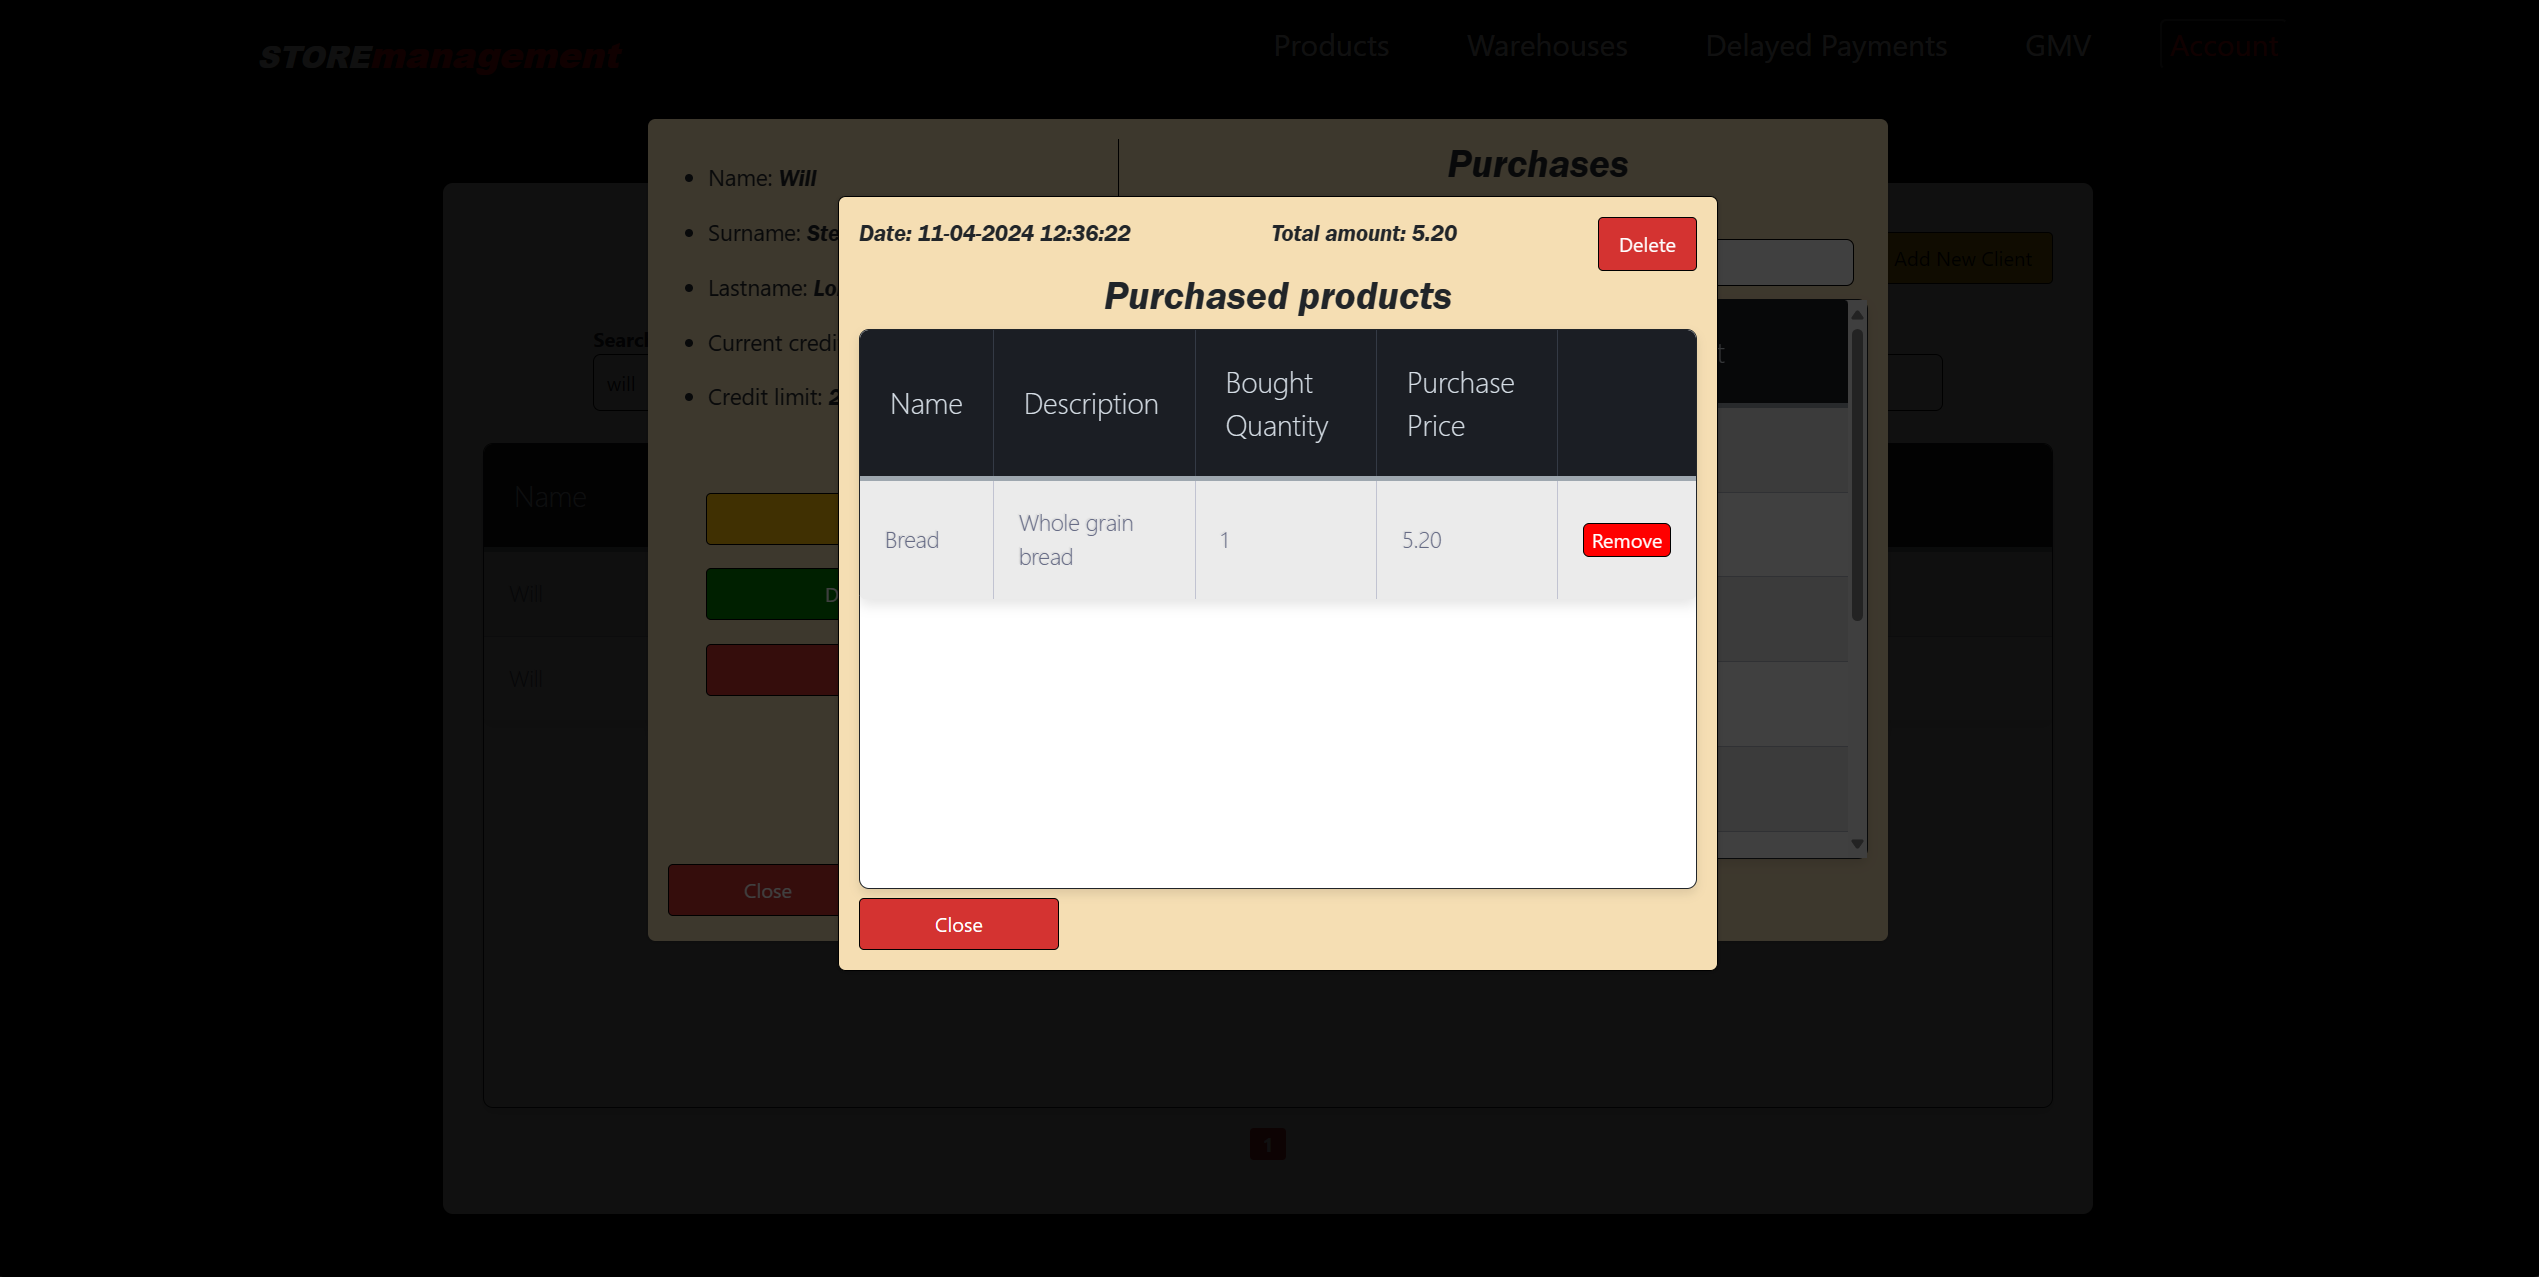 STOREmanagement
Products Warehouses Delayed Payments GMV Account
Name: Will
Surname: Ste
Lastname: Lo
Current credi
Credit limit: 2
Purchases
Add New Client
Search
will
Name
Will
Will
D
Close
t
Date: 11-04-2024 12:36:22 Total amount: 5.20 Delete
Purchased products
Name Description Bought Quantity Purchase Price
Bread Whole grain bread 1 5.20 Remove
Close
1